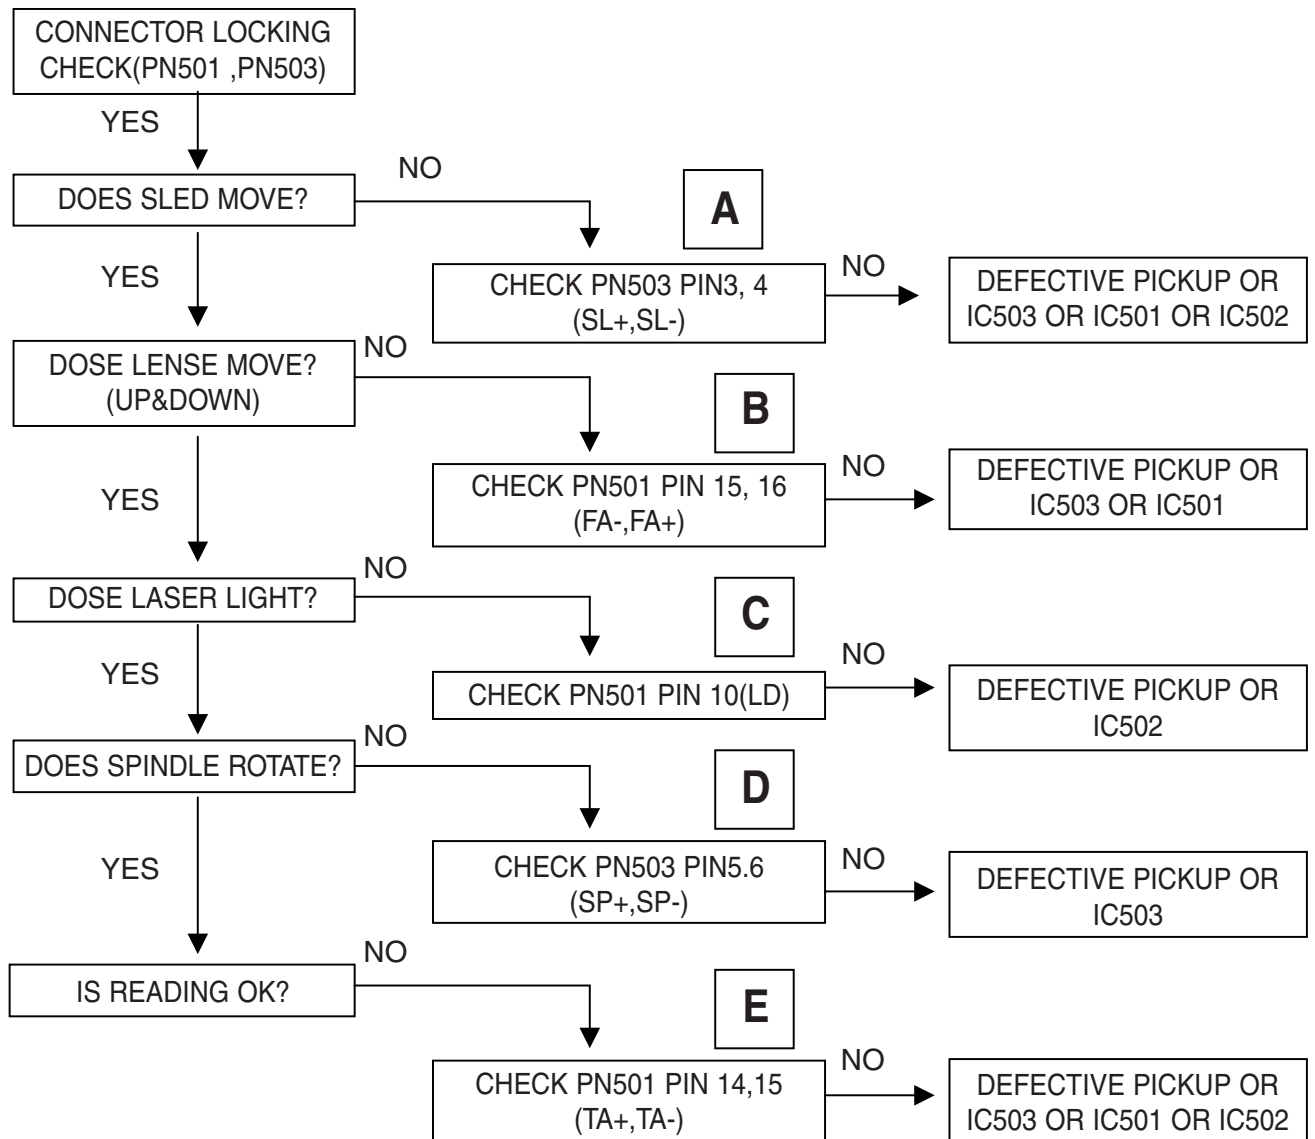 CONNECTOR LOCKING
CHECK(PN501 ,PN503)
YES
DOES SLED MOVE?
NO
A
CHECK PN503 PIN3, 4
(SL+,SL-)
NO
DEFECTIVE PICKUP OR
IC503 OR IC501 OR IC502
YES
DOSE LENSE MOVE?
(UP&DOWN)
NO
B
CHECK PN501 PIN 15, 16
(FA-,FA+)
NO
DEFECTIVE PICKUP OR
IC503 OR IC501
YES
DOSE LASER LIGHT?
NO
C
CHECK PN501 PIN 10(LD)
NO
DEFECTIVE PICKUP OR
IC502
YES
DOES SPINDLE ROTATE?
NO
D
CHECK PN503 PIN5.6
(SP+,SP-)
NO
DEFECTIVE PICKUP OR
IC503
YES
IS READING OK?
NO
E
CHECK PN501 PIN 14,15
(TA+,TA-)
NO
DEFECTIVE PICKUP OR
IC503 OR IC501 OR IC502